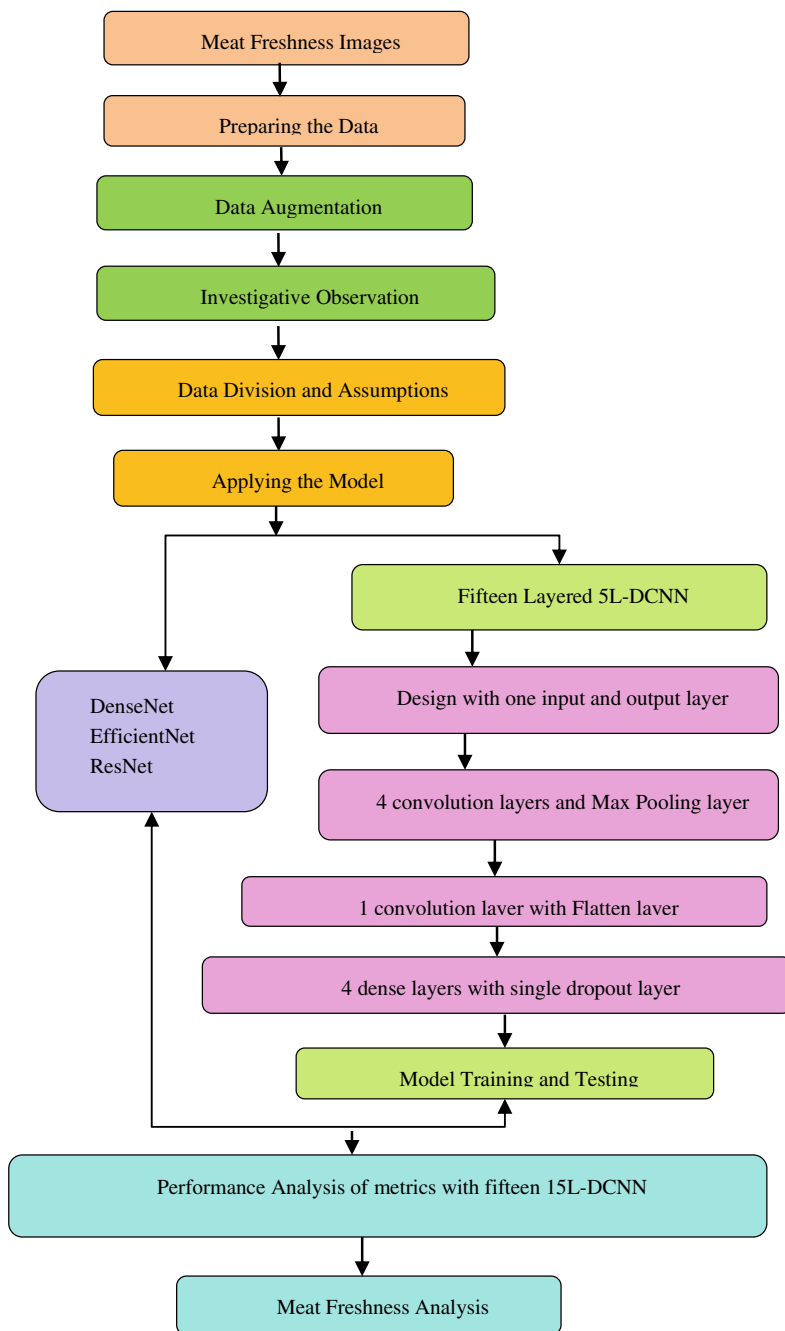 Meat Freshness Images
Preparing the Data
Data Augmentation
Investigative Observation
Data Division and Assumptions
Applying the Model
Fifteen Layered 5L-DCNN
Design with one input and output layer
DenseNet
EfficientNet
ResNet
4 convolution layers and Max Pooling layer
1 convolution layer with Flatten layer
4 dense layers with single dropout layer
Model Training and Testing
Performance Analysis of metrics with fifteen 15L-DCNN
Meat Freshness Analysis